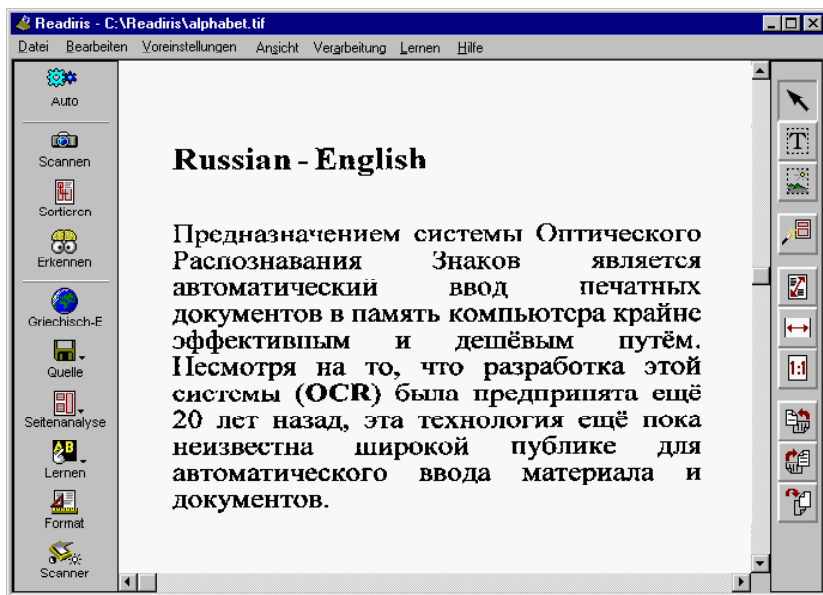 Readiris - C:\Readiris\alphabet.tif
Datei Bearbeiten Voreinstellungen Ansicht Verarbeitung Lernen Hilfe
Auto
Scannen
Sortieren
Erkennen
Griechisch-E
Quelle
Seitenanalyse
Lernen
Format
Scanner
Russian - English
Предназначением системы Оптического
Распознавания Знаков является
автоматический ввод печатных
документов в память компьютера крайне
эффективным и дешёвым путём.
Несмотря на то, что разработка этой
системы (OCR) была предпринята ещё
20 лет назад, эта технология ещё пока
неизвестна широкой публике для
автоматического ввода материала и
документов.
T
1:1